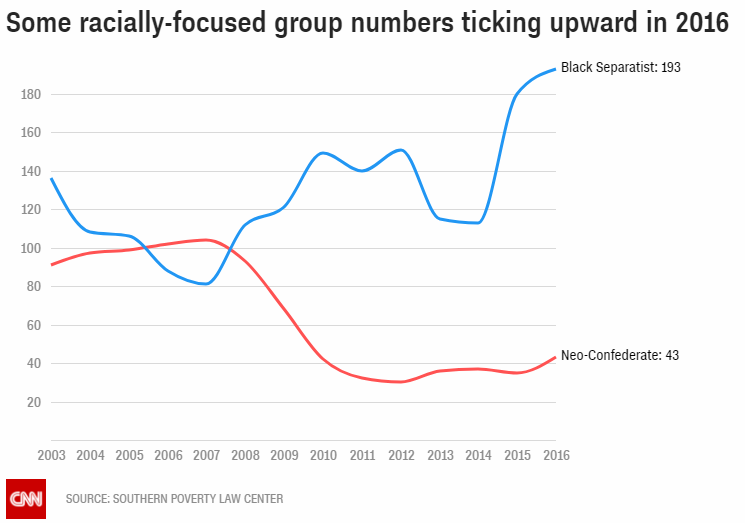 Some racially-focused group numbers ticking upward in 2016
Black Separatist: 193
180
160
140
120
100
80
60
Neo-Confederate: 43
40
20
2003 2004 2005 2006 2007 2008 2009 2010 2011 2012 2013 2014 2015 2016
CNN
SOURCE: SOUTHERN POVERTY LAW CENTER